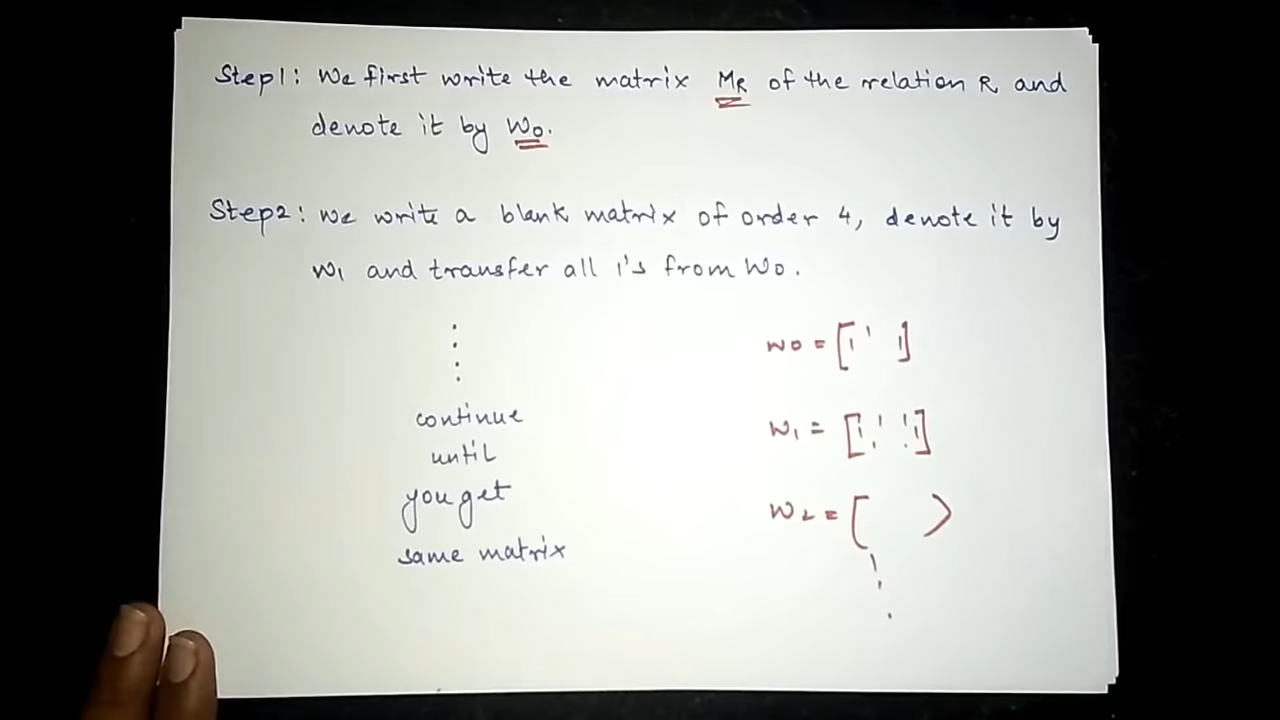 Step1: We first write the matrix MR of the relation R and
denote it by W0.
Step2: We write a blank matrix of order 4, denote it by
W1 and transfer all 1's from W0.
continue
until
you get
same matrix
W0 = [1 1 1]
W1 =
W2 = [ ]